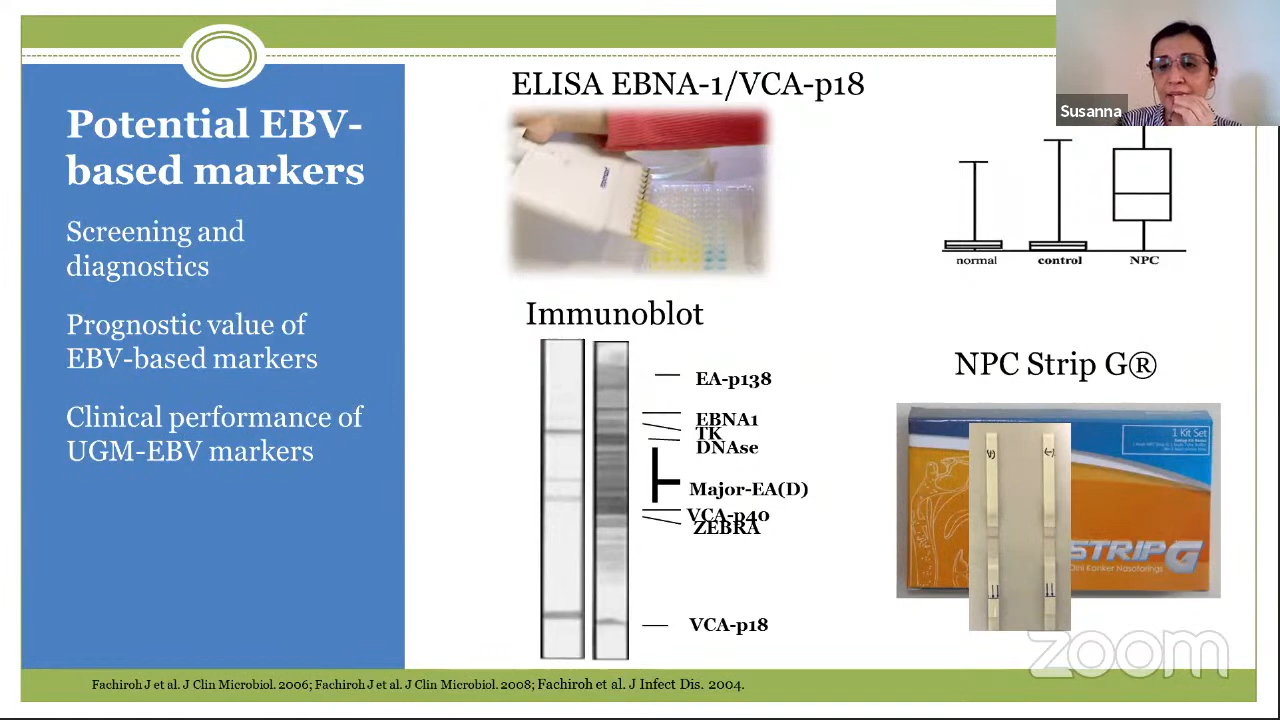 Potential EBV-
based markers
Screening and
diagnostics
Prognostic value of
EBV-based markers
Clinical performance of
UGM-EBV markers
ELISA EBNA-1/VCA-p18
Susanna
normal
control
NPC
Immunoblot
EA-p138
EBNA1
TK
DNAse
Major-EA(D)
VCA-p40
ZEBRA
VCA-p18
NPC Strip G®
1 Kit Set
(-)
STRIP G
Dini Kanker Nasofaring
zoom
Fachiroh J et al. J Clin Microbiol. 2006; Fachiroh J et al. J Clin Microbiol. 2008; Fachiroh et al. J Infect Dis. 2004.